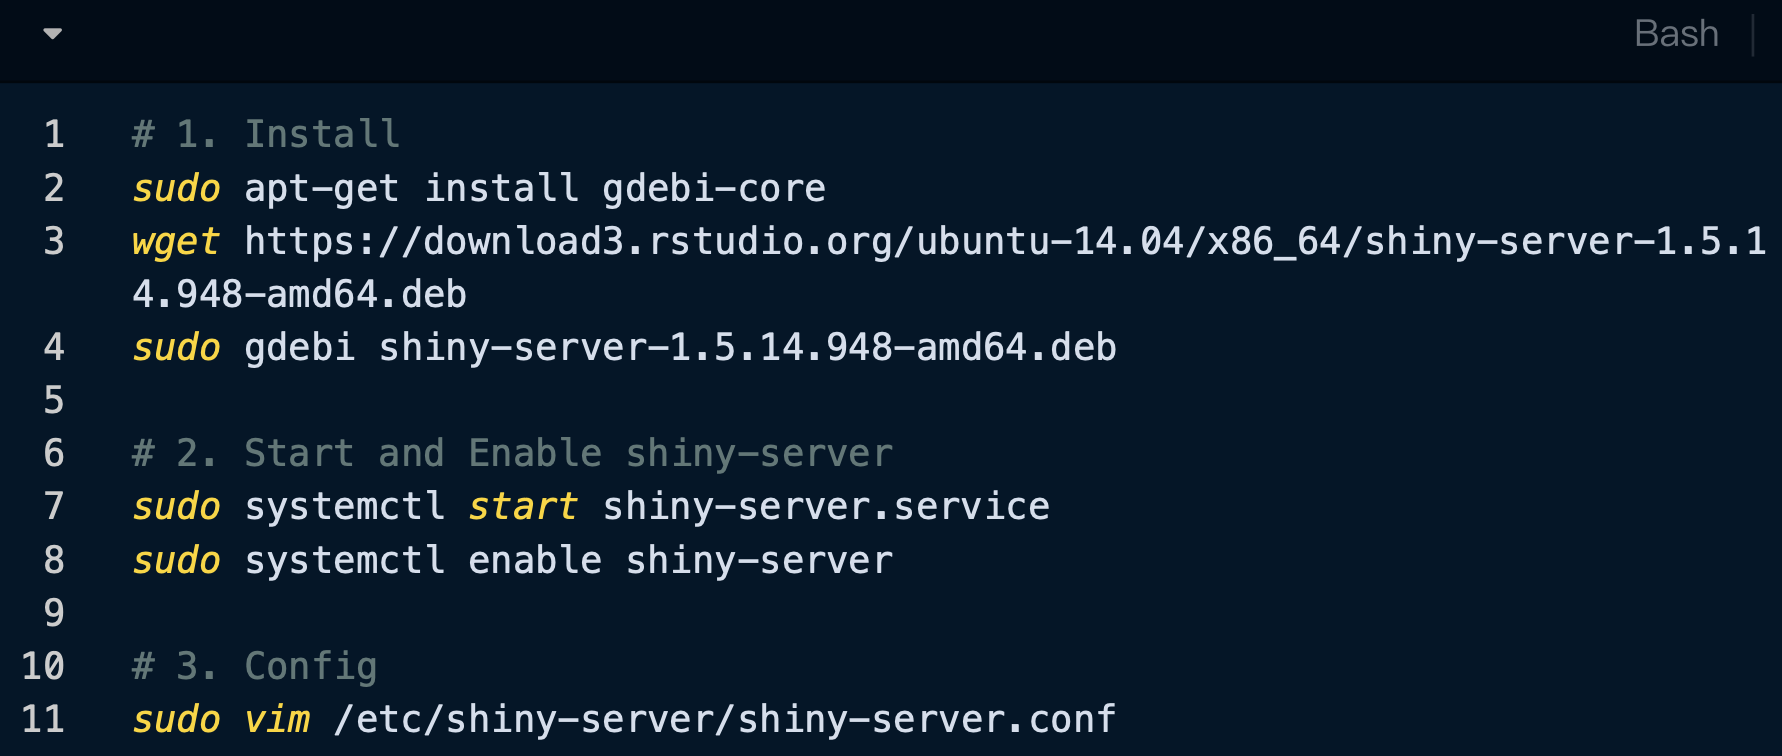 Bash
1 # 1. Install
2 sudo apt-get install gdebi-core
3 wget https://download3.rstudio.org/ubuntu-14.04/x86_64/shiny-server-1.5.1
4.948-amd64.deb
4 sudo gdebi shiny-server-1.5.14.948-amd64.deb
5
6 # 2. Start and Enable shiny-server
7 sudo systemctl start shiny-server.service
8 sudo systemctl enable shiny-server
9
10 # 3. Config
11 sudo vim /etc/shiny-server/shiny-server.conf